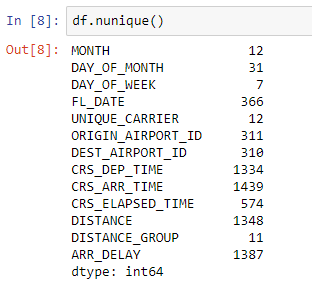 In [8]: df.nunique()
Out[8]: MONTH 12
DAY_OF_MONTH 31
DAY_OF_WEEK 7
FL_DATE 366
UNIQUE_CARRIER 12
ORIGIN_AIRPORT_ID 311
DEST_AIRPORT_ID 310
CRS_DEP_TIME 1334
CRS_ARR_TIME 1439
CRS_ELAPSED_TIME 574
DISTANCE 1348
DISTANCE_GROUP 11
ARR_DELAY 1387
dtype: int64